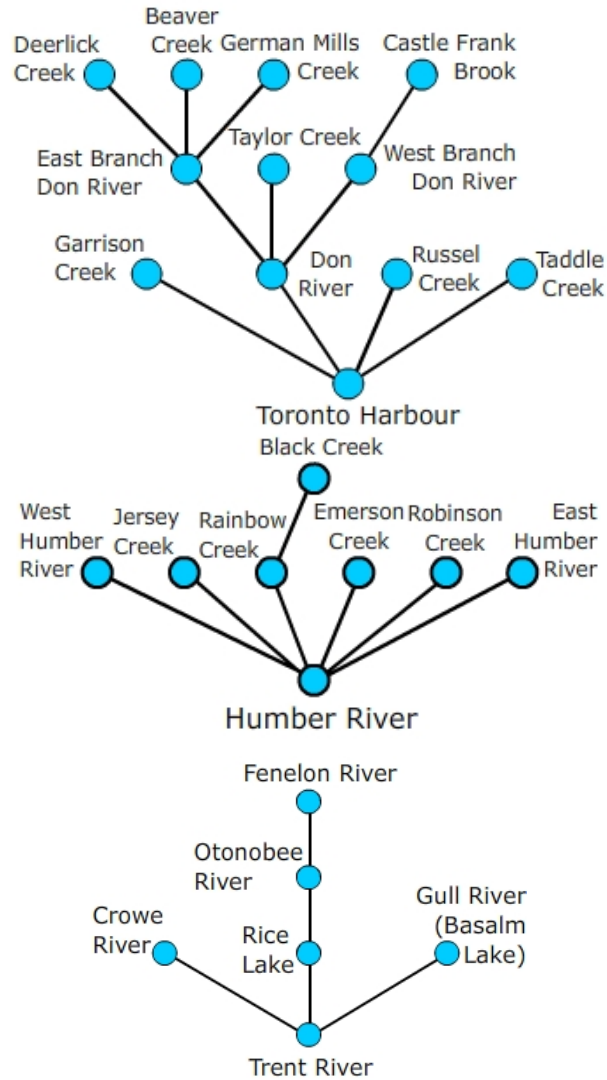 Beaver
Deerlick
Creek
German Mills
Castle Frank
Creek
Creek
Brook
Taylor Creek
East Branch
Don River
West Branch
Don River
Garrison
Creek
Don
River
Russel
Creek
Taddle
Creek
Toronto Harbour
Black Creek
West
Humber
River
Jersey
Creek
Rainbow
Creek
Emerson
Creek
Robinson
Creek
East
Humber
River
Humber River
Fenelon River
Otonobee
River
Crowe
River
Rice
Lake
Gull River
(Basalm
Lake)
Trent River